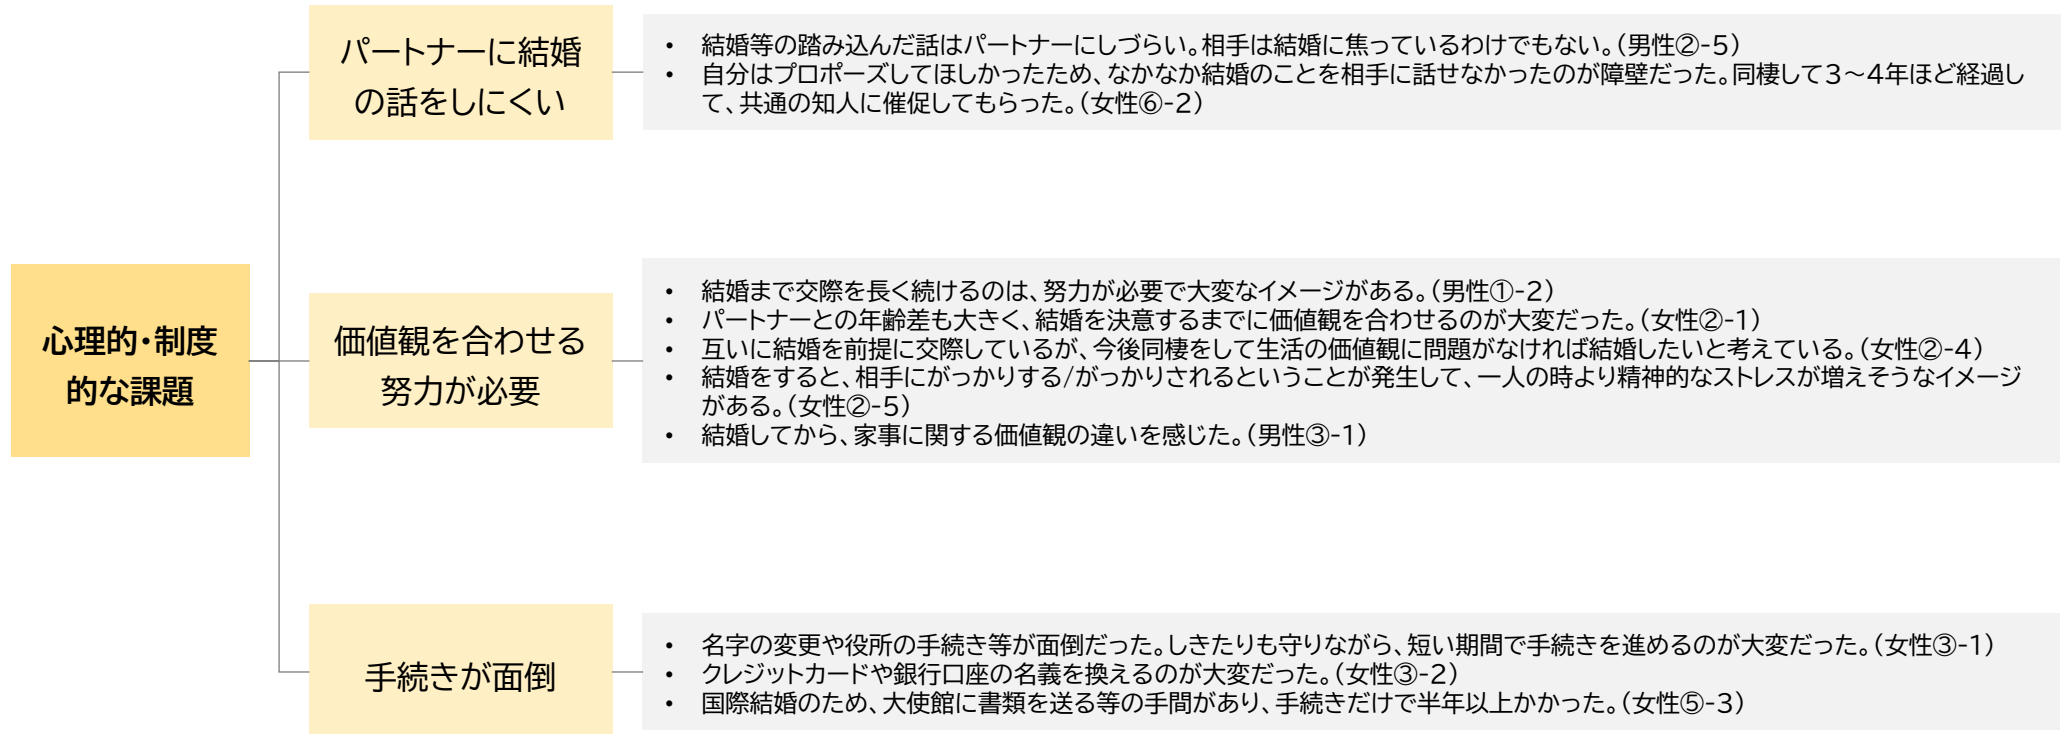 パートナーに結婚
の話をしにくい
• 結婚等の踏み込んだ話はパートナーにしづらい。相手は結婚に焦っているわけでもない。(男性②-5)
• 自分はプロポーズしてほしかったため、なかなか結婚のことを相手に話せなかったのが障壁だった。同棲して3～4年ほど経過し
て、共通の知人に催促してもらった。(女性⑥-2)
心理的・制度
的な課題
価値観を合わせる
努力が必要
• 結婚まで交際を長く続けるのは、努力が必要で大変なイメージがある。(男性①-2)
• パートナーとの年齢差も大きく、結婚を決意するまでに価値観を合わせるのが大変だった。(女性②-1)
• 互いに結婚を前提に交際しているが、今後同棲をして生活の価値観に問題がなければ結婚したいと考えている。(女性②-4)
• 結婚をすると、相手にがっかりする/がっかりされるということが発生して、一人の時より精神的なストレスが増えそうなイメージ
がある。(女性②-5)
• 結婚してから、家事に関する価値観の違いを感じた。(男性③-1)
手続きが面倒
• 名字の変更や役所の手続き等が面倒だった。しきたりも守りながら、短い期間で手続きを進めるのが大変だった。(女性③-1)
• クレジットカードや銀行口座の名義を換えるのが大変だった。(女性③-2)
• 国際結婚のため、大使館に書類を送る等の手間があり、手続きだけで半年以上かかった。(女性⑤-3)